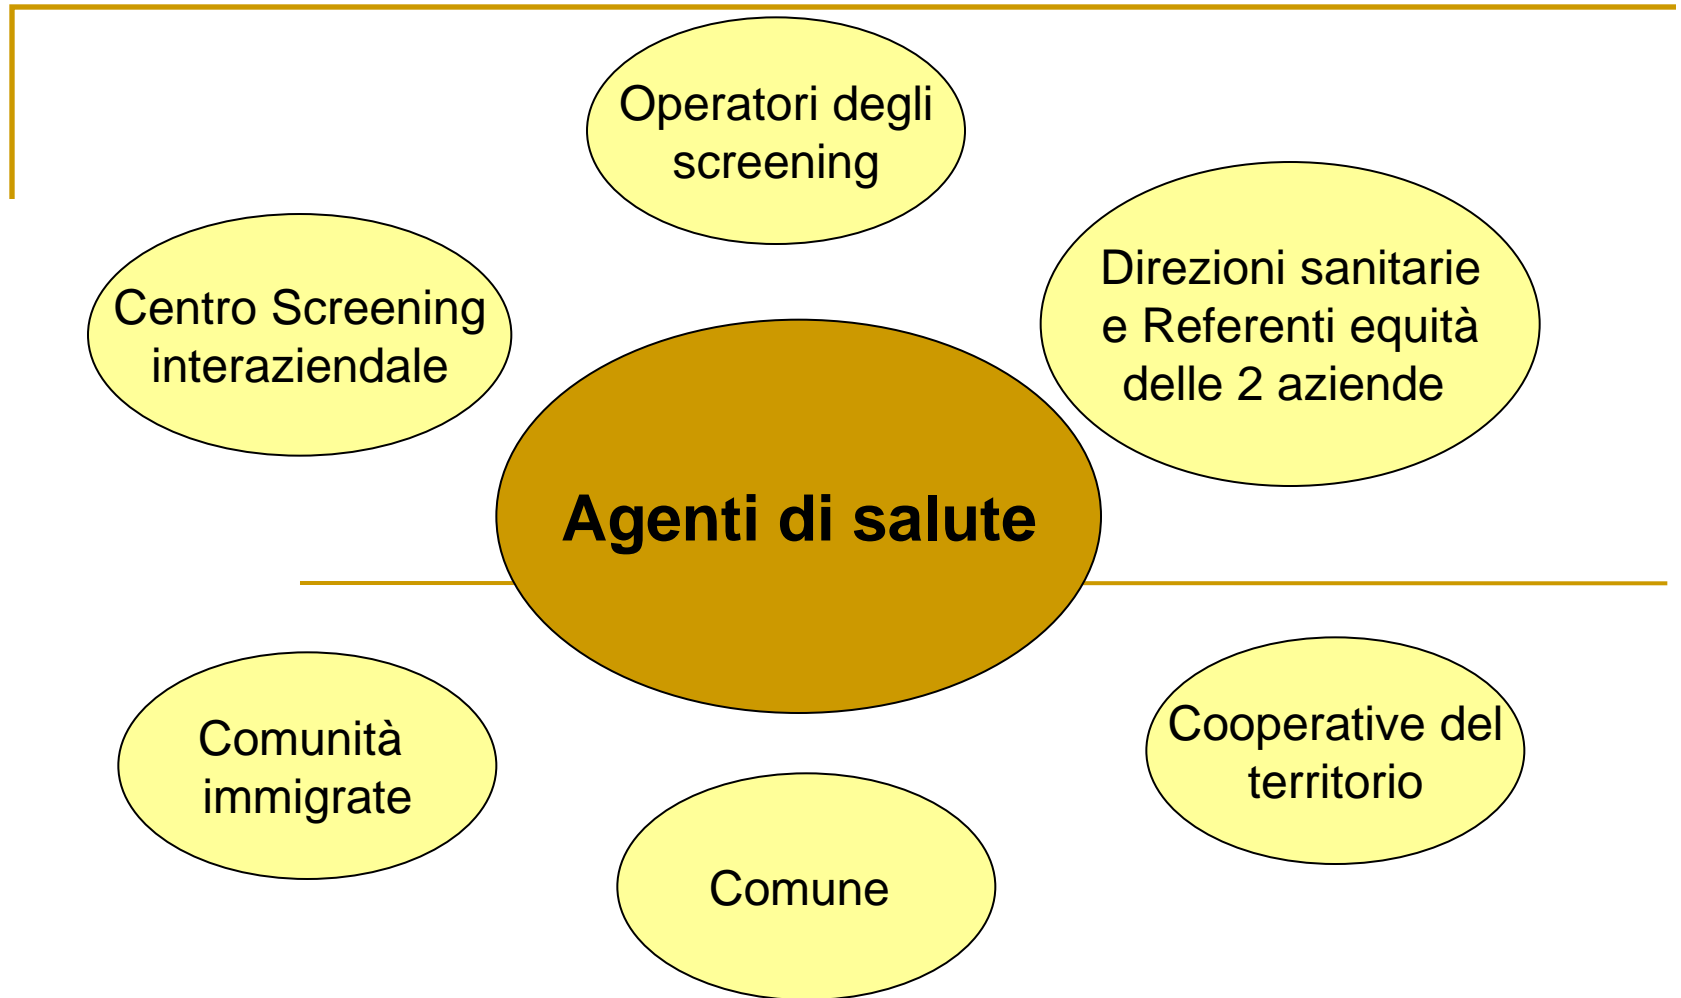 Operatori degli
screening
Centro Screening
interaziendale
Direzioni sanitarie
e Referenti equità
delle 2 aziende
Agenti di salute
Comunità
immigrate
Cooperative del
territorio
Comune